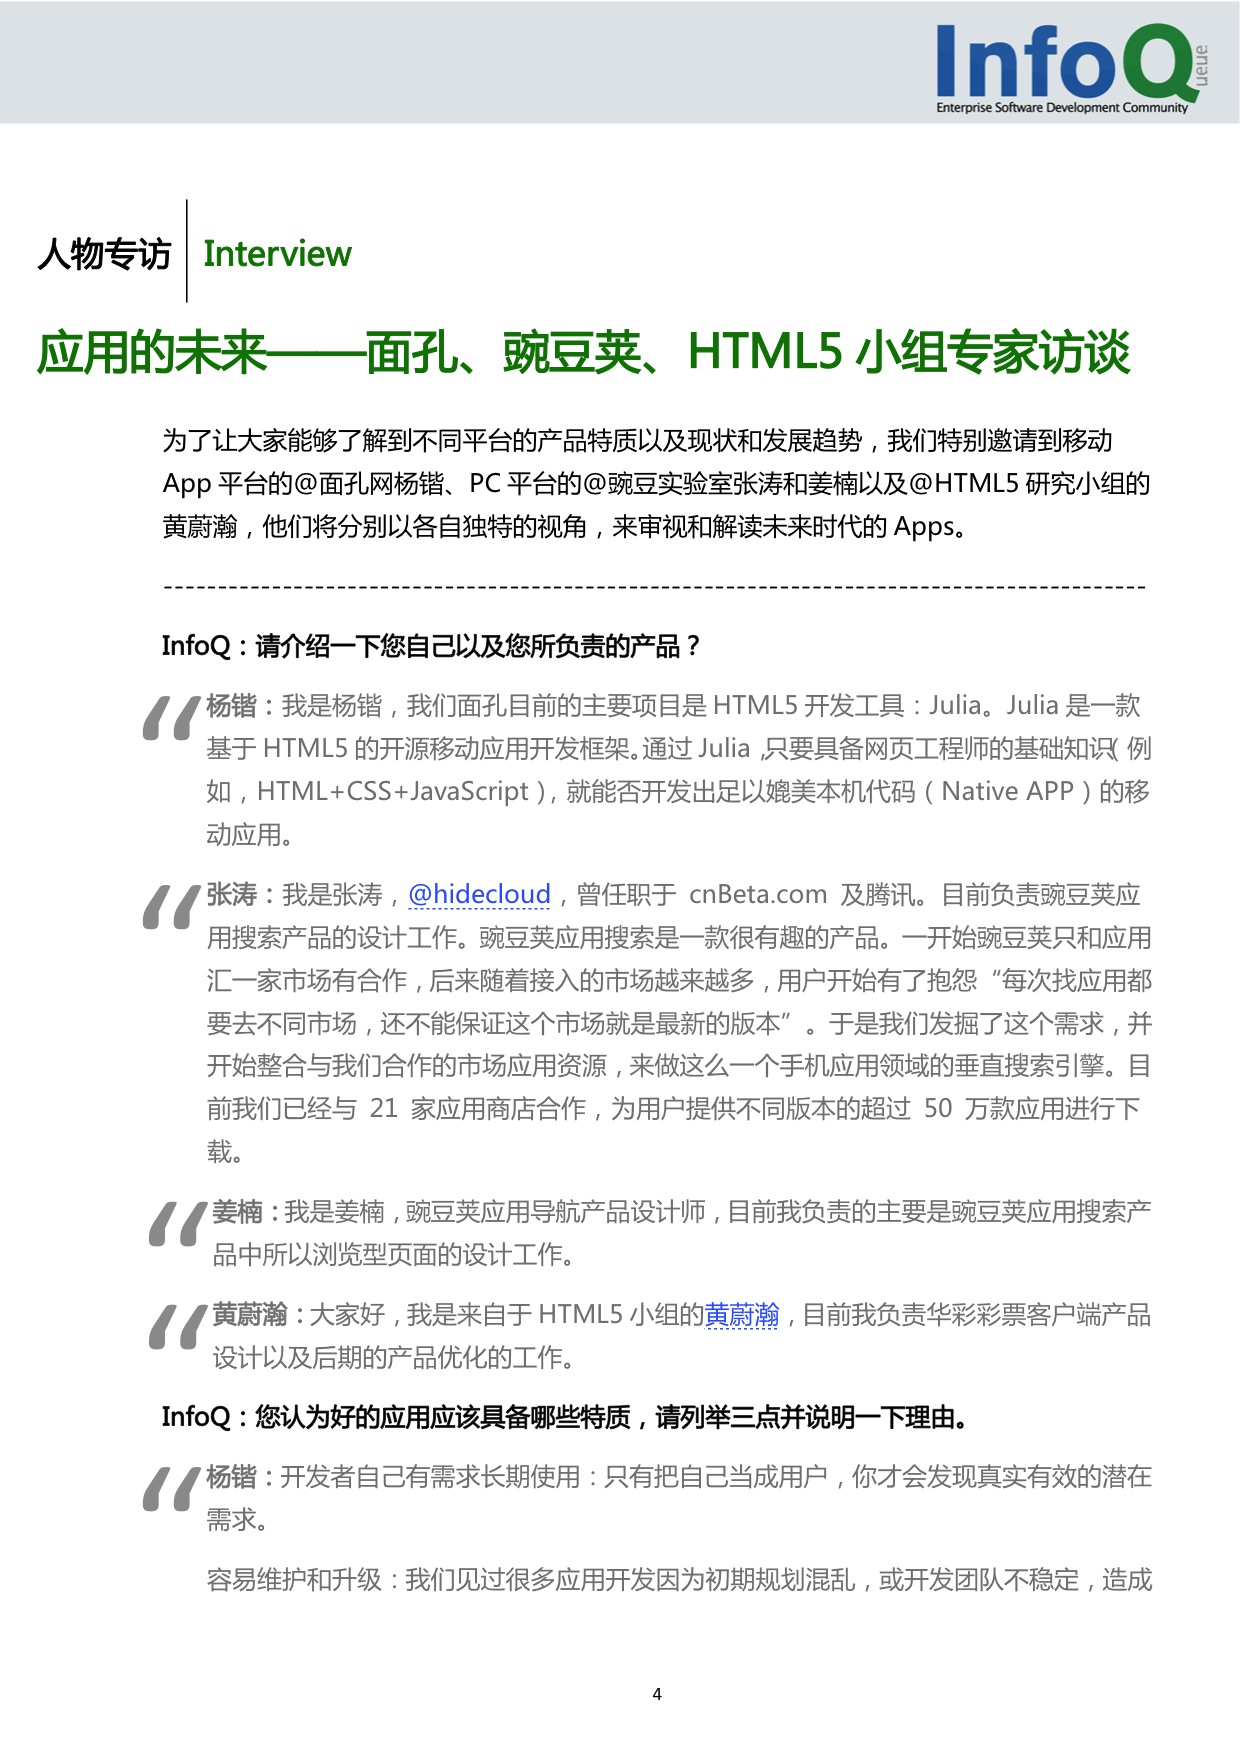 InfoQ
ueue
Enterprise Software Development Community
人物专访
Interview
应用的未来——面孔、豌豆荚、HTML5 小组专家访谈
为了让大家能够了解到不同平台的产品特质以及现状和发展趋势，我们特别邀请到移动
App 平台的@面孔网杨锴、PC 平台的@豌豆实验室张涛和姜楠以及@HTML5 研究小组的
黄蔚瀚，他们将分别以各自独特的视角，来审视和解读未来时代的 Apps。
InfoQ：请介绍一下您自己以及您所负责的产品？
“杨锴：我是杨锴，我们面孔目前的主要项目是 HTML5 开发工具：Julia。Julia 是一款
基于 HTML5 的开源移动应用开发框架。通过 Julia，只要具备网页工程师的基础知识（例
如，HTML+CSS+JavaScript），就能否开发出足以媲美本机代码（Native APP）的移
动应用。
“张涛：我是张涛，@hidecloud，曾任职于 cnBeta.com 及腾讯。目前负责豌豆荚应
用搜索产品的设计工作。豌豆荚应用搜索是一款很有趣的产品。一开始豌豆荚只和应用
汇一家市场有合作，后来随着接入的市场越来越多，用户开始有了抱怨“每次找应用都
要去不同市场，还不能保证这个市场就是最新的版本”。于是我们发掘了这个需求，并
开始整合与我们合作的市场应用资源，来做这么一个手机应用领域的垂直搜索引擎。目
前我们已经与 21 家应用商店合作，为用户提供不同版本的超过 50 万款应用进行下
载。
“姜楠：我是姜楠，豌豆荚应用导航产品设计师，目前我负责的主要是豌豆荚应用搜索产
品中所以浏览型页面的设计工作。
“黄蔚瀚：大家好，我是来自于 HTML5 小组的黄蔚瀚，目前我负责华彩彩票客户端产品
设计以及后期的产品优化的工作。
InfoQ：您认为好的应用应该具备哪些特质，请列举三点并说明一下理由。
“杨锴：开发者自己有需求长期使用：只有把自己当成用户，你才会发现真实有效的潜在
需求。
容易维护和升级：我们见过很多应用开发因为初期规划混乱，或开发团队不稳定，造成
4